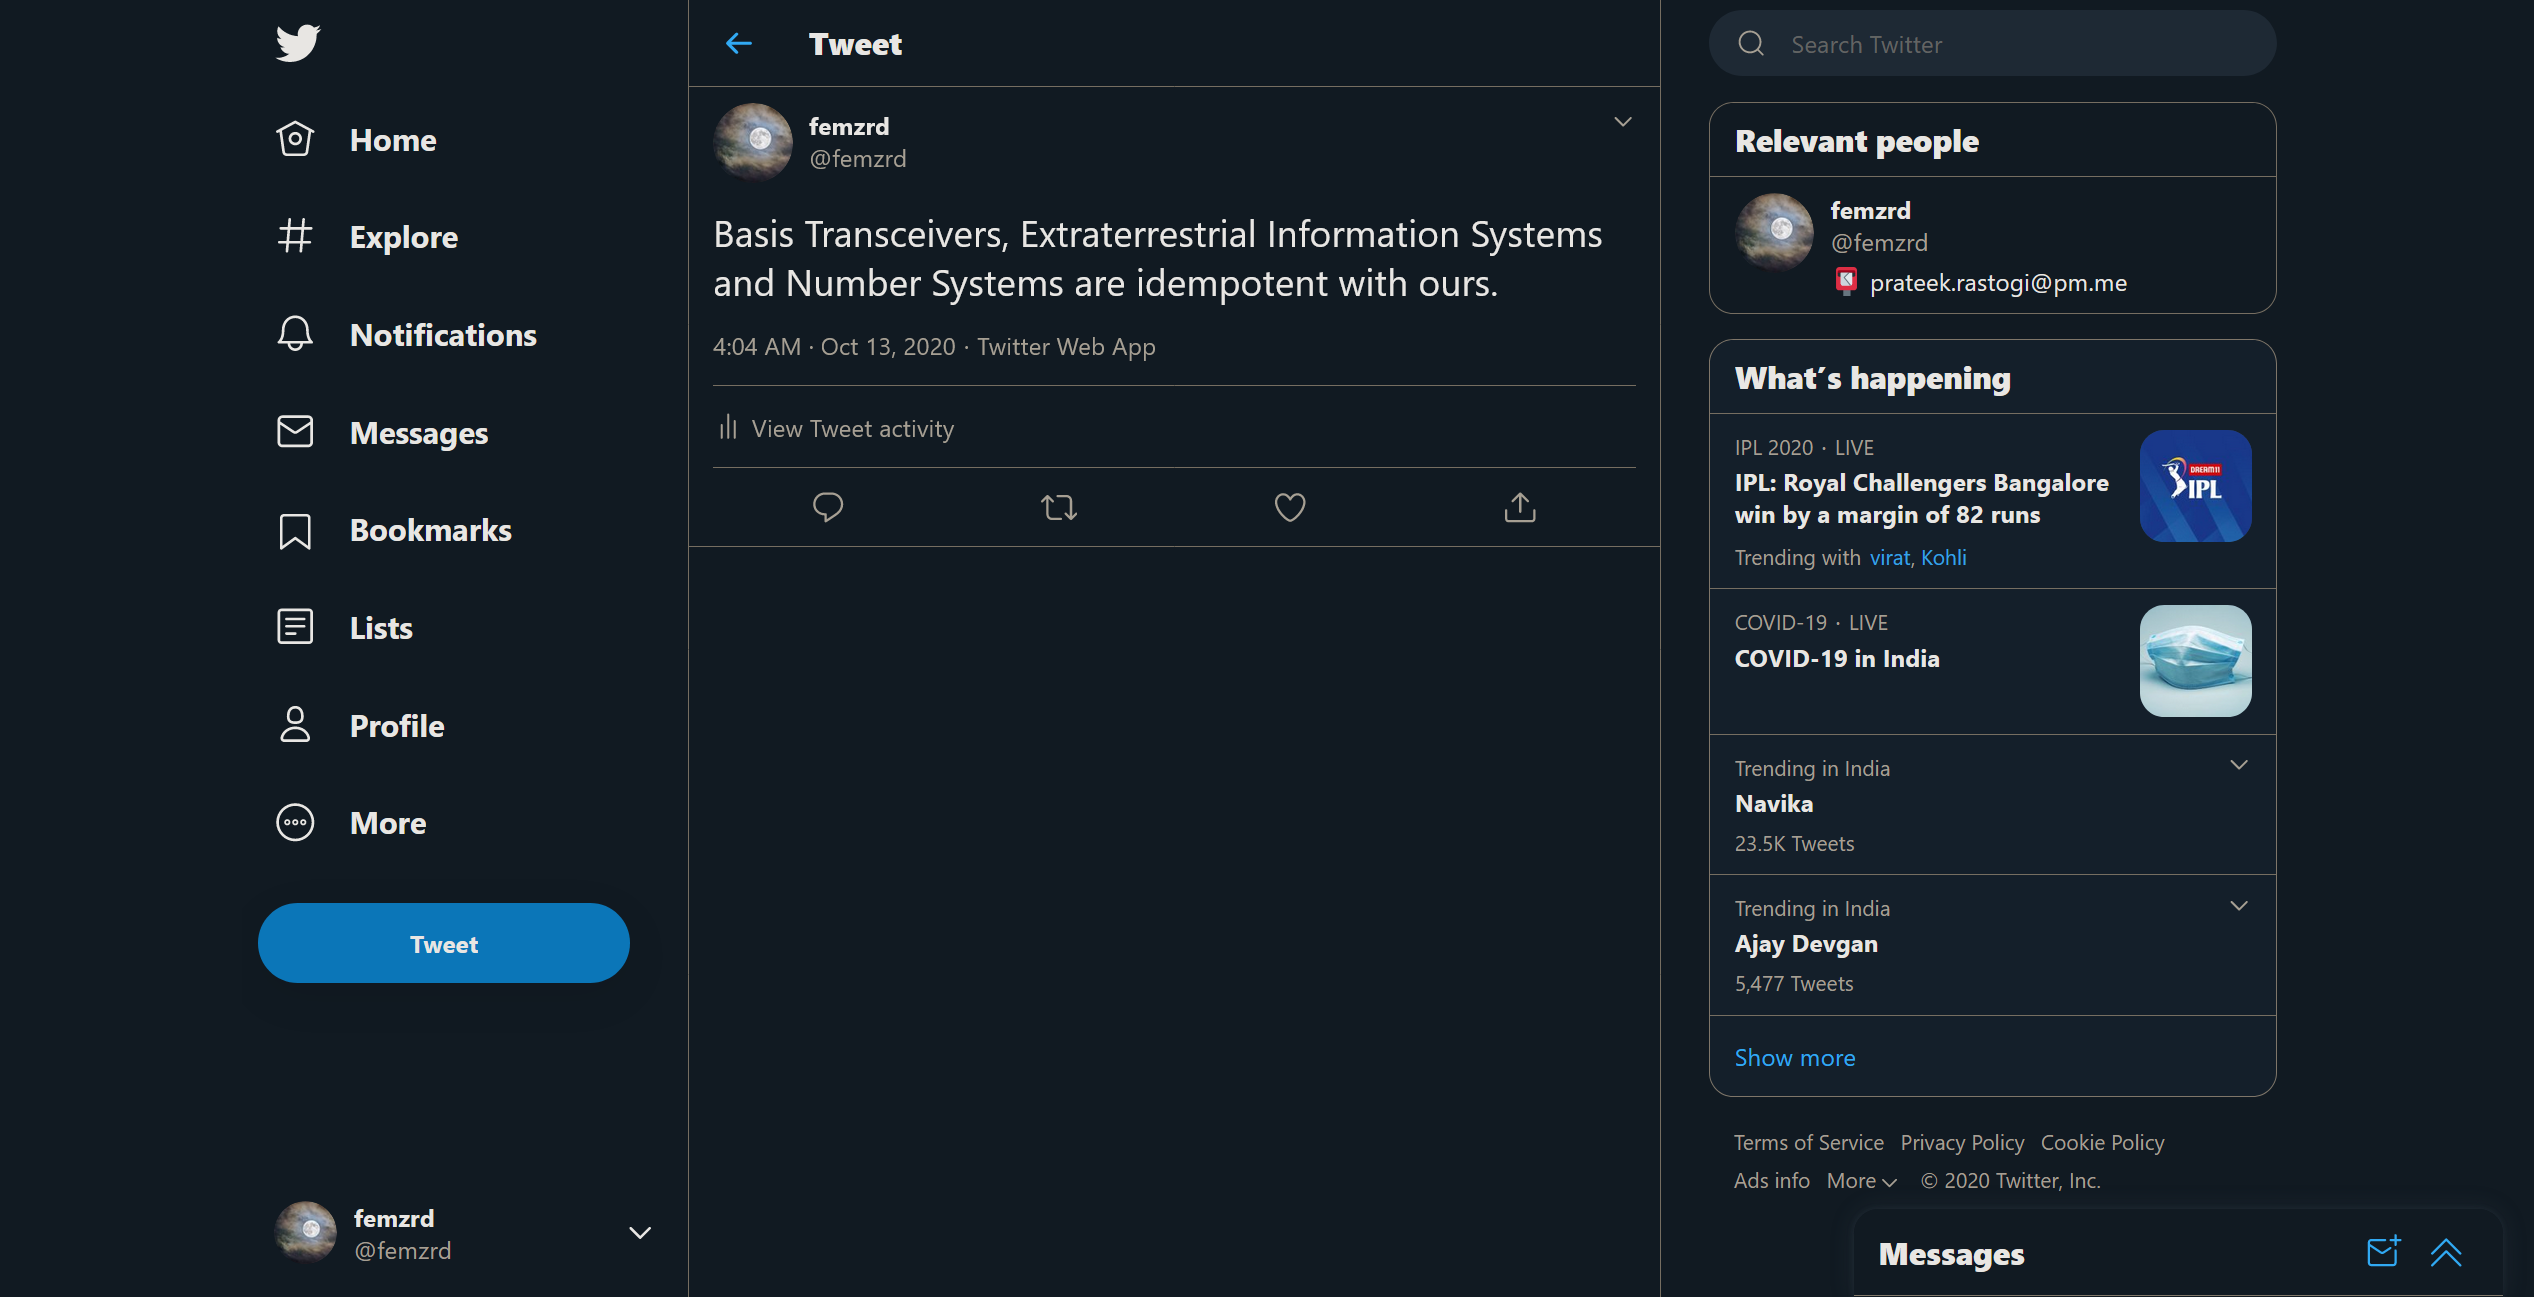 Home
Explore
Notifications
Messages
Bookmarks
Lists
Profile
More
Tweet
femzrd
@femzrd
Tweet
femzrd
@femzrd
Basis Transceivers, Extraterrestrial Information Systems
and Number Systems are idempotent with ours.
4:04 AM · Oct 13, 2020 · Twitter Web App
View Tweet activity
Search Twitter
Relevant people
femzrd
@femzrd
prateek.rastogi@pm.me
What's happening
IPL 2020 · LIVE
IPL: Royal Challengers Bangalore
win by a margin of 82 runs
Trending with virat, Kohli
DREAM11
IPL
COVID-19 · LIVE
COVID-19 in India
Trending in India
Navika
23.5K Tweets
Trending in India
Ajay Devgan
5,477 Tweets
Show more
Terms of Service Privacy Policy Cookie Policy
Ads info More © 2020 Twitter, Inc.
Messages